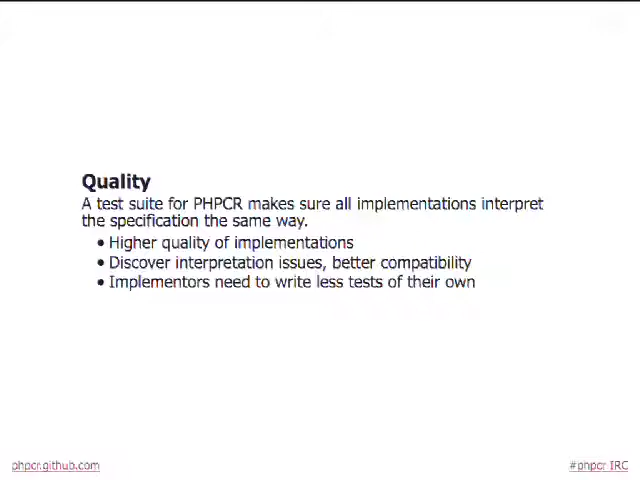 Quality
A test suite for PHPCR makes sure all implementations interpret
the specification the same way.
• Higher quality of implementations
• Discover interpretation issues, better compatibility
• Implementors need to write less tests of their own
phpcr.github.com
#phpcr IRC